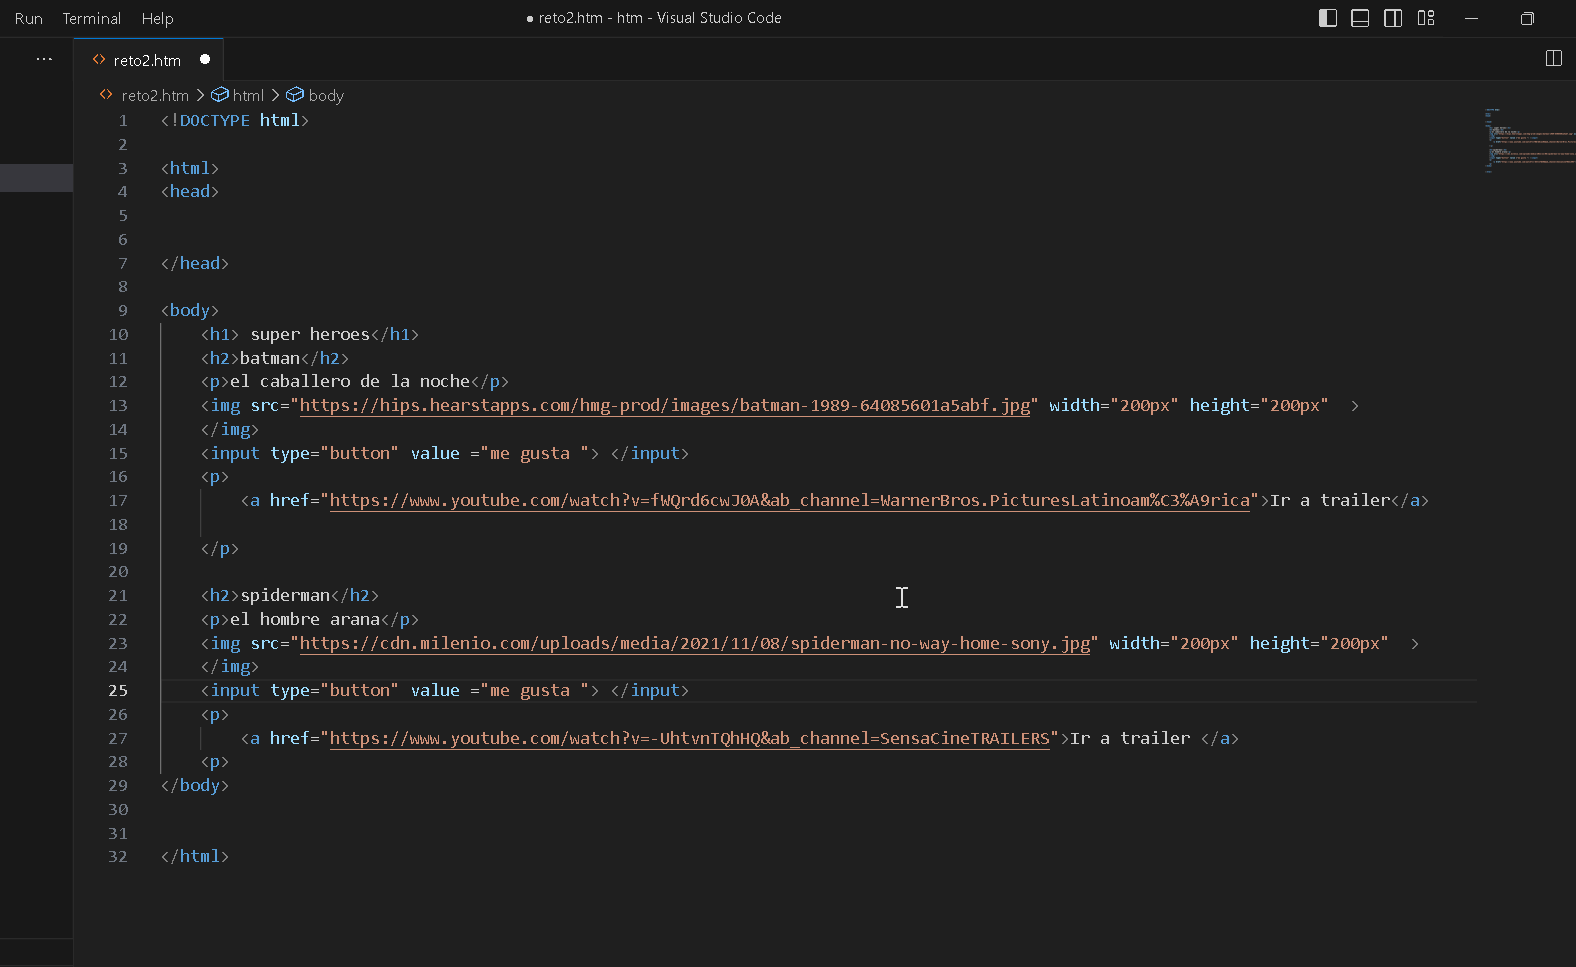 Run Terminal Help ● reto2.htm - htm - Visual Studio Code
··· <> reto2.htm ●
<> reto2.htm > html > body
1 <!DOCTYPE html>
2
3 <html>
4 <head>
5
6
7 </head>
8
9 <body>
10 <h1> super heroes</h1>
11 <h2>batman</h2>
12 <p>el caballero de la noche</p>
13 <img src="https://hips.hearstapps.com/hmg-prod/images/batman-1989-64085601a5abf.jpg" width="200px" height="200px"  >
14 </img>
15 <input type="button" value ="me gusta "> </input>
16 <p>
17 <a href="https://www.youtube.com/watch?v=fWQrd6cwJ0A&ab_channel=WarnerBros.PicturesLatinoam%C3%A9rica">Ir a trailer</a>
18
19 </p>
20
21 <h2>spiderman</h2>
22 <p>el hombre arana</p>
23 <img src="https://cdn.milenio.com/uploads/media/2021/11/08/spiderman-no-way-home-sony.jpg" width="200px" height="200px"  >
24 </img>
25 <input type="button" value ="me gusta "> </input>
26 <p>
27 <a href="https://www.youtube.com/watch?v=-UhtvnTQhHQ&ab_channel=SensaCineTRAILERS">Ir a trailer </a>
28 <p>
29 </body>
30
31
32 </html>